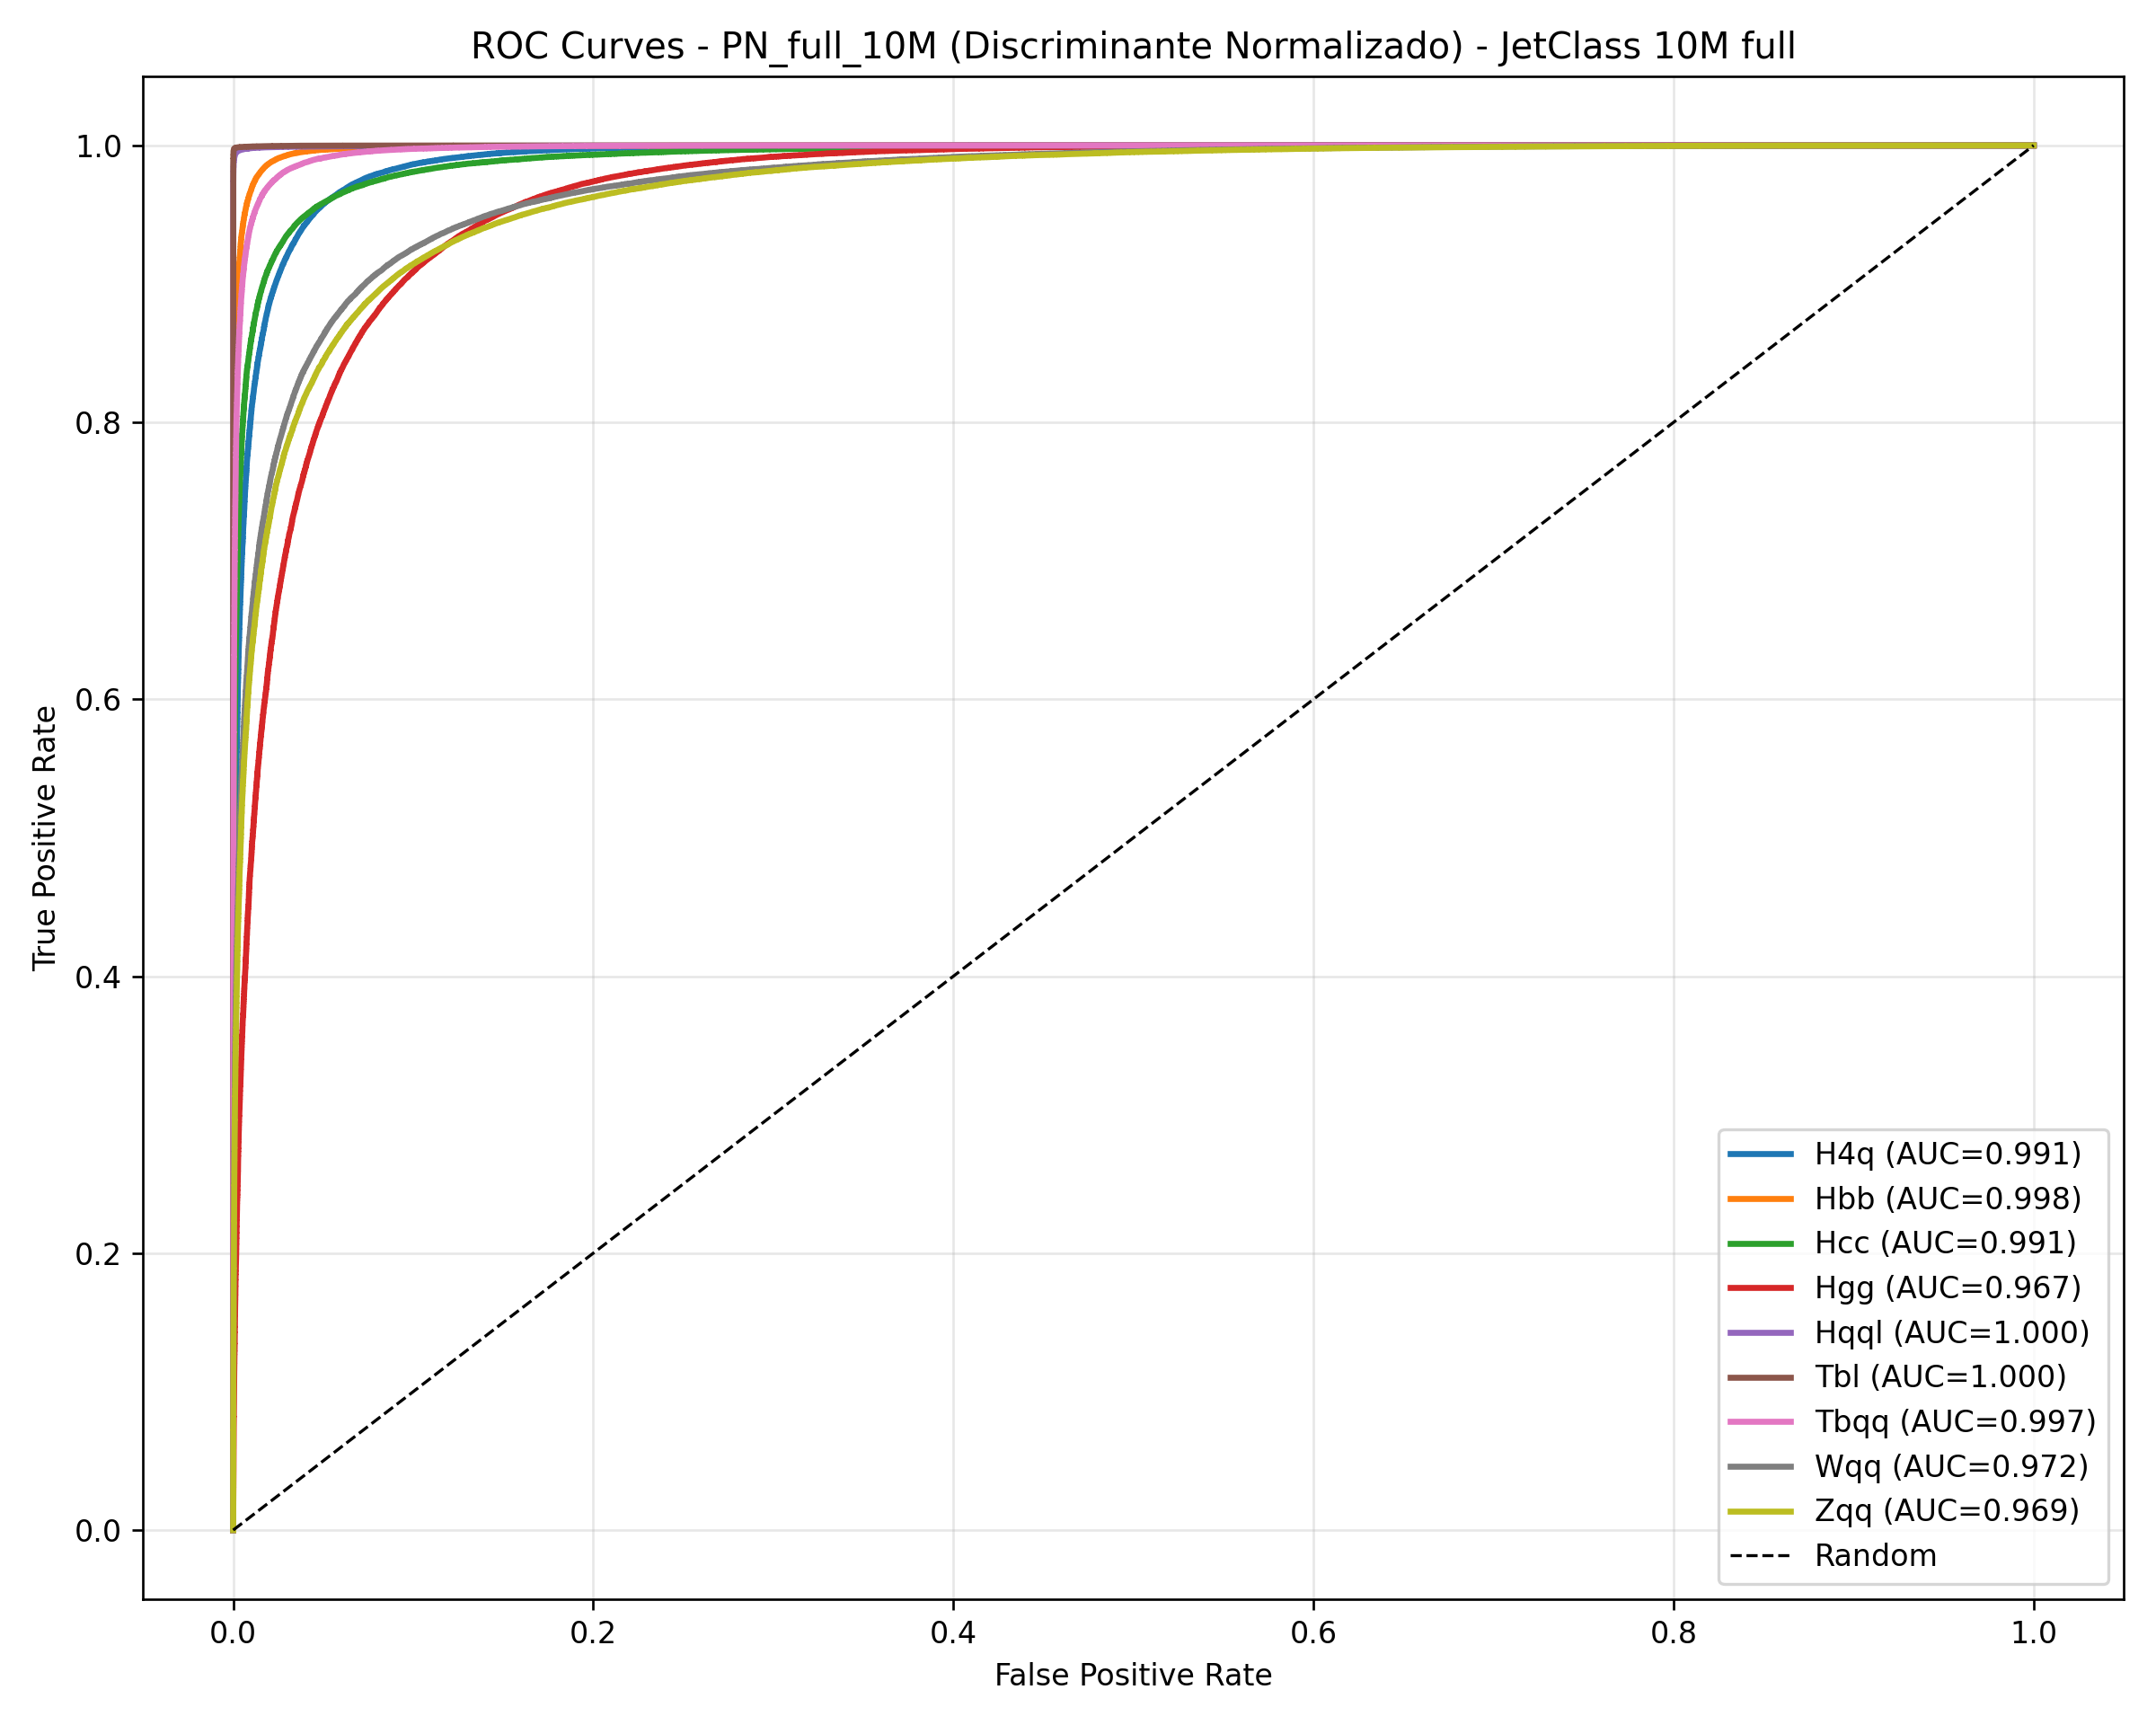 ROC Curves - PN_full_10M (Discriminante Normalizado) - JetClass 10M full
True Positive Rate
1.0
0.8
0.6
0.4
0.2
0.0
0.0 0.2 0.4 0.6 0.8 1.0
False Positive Rate
H4q (AUC=0.991)
Hbb (AUC=0.998)
Hcc (AUC=0.991)
Hgg (AUC=0.967)
Hqql (AUC=1.000)
Tbl (AUC=1.000)
Tbqq (AUC=0.997)
Wqq (AUC=0.972)
Zqq (AUC=0.969)
Random